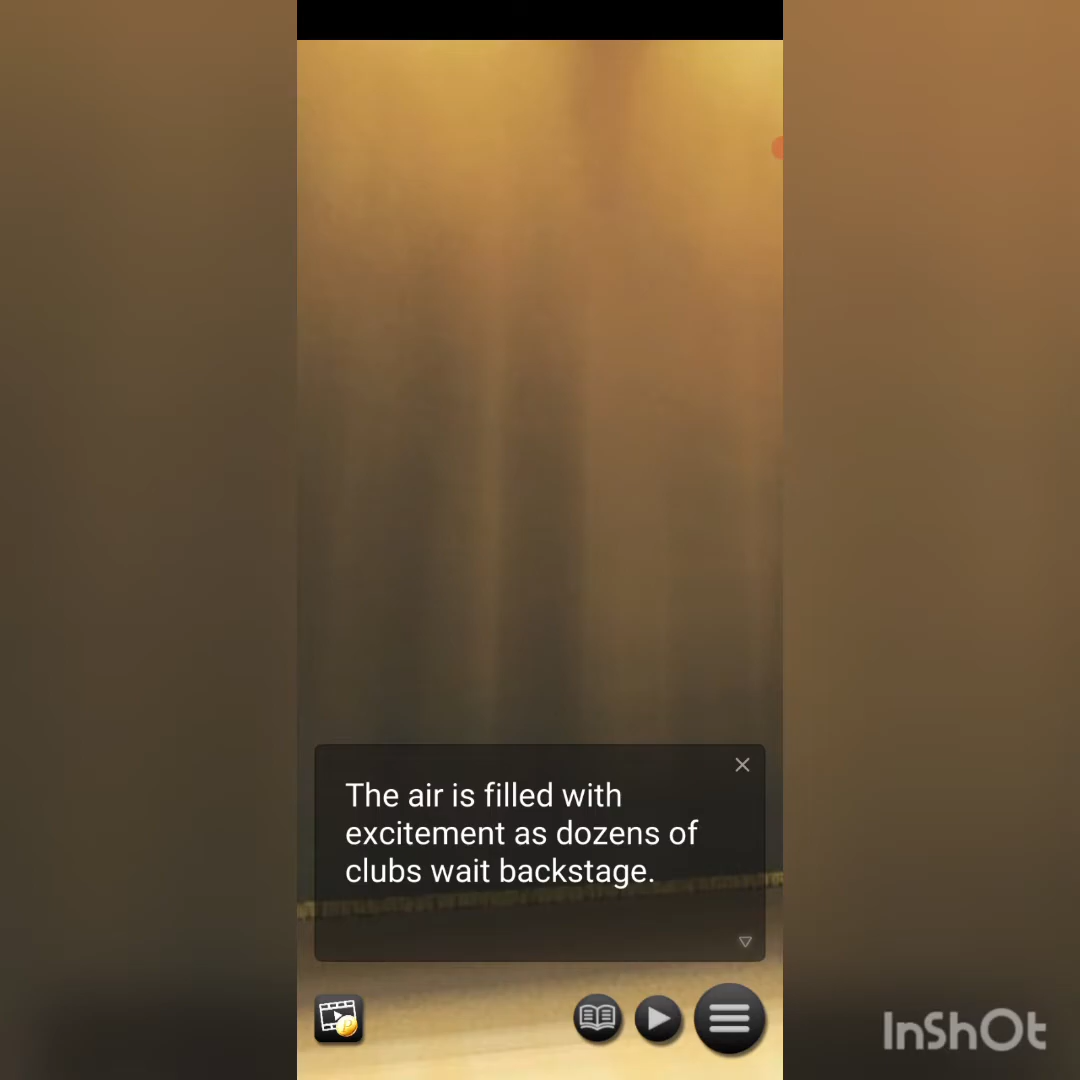 The air is filled with
excitement as dozens of
clubs wait backstage.
InShOt